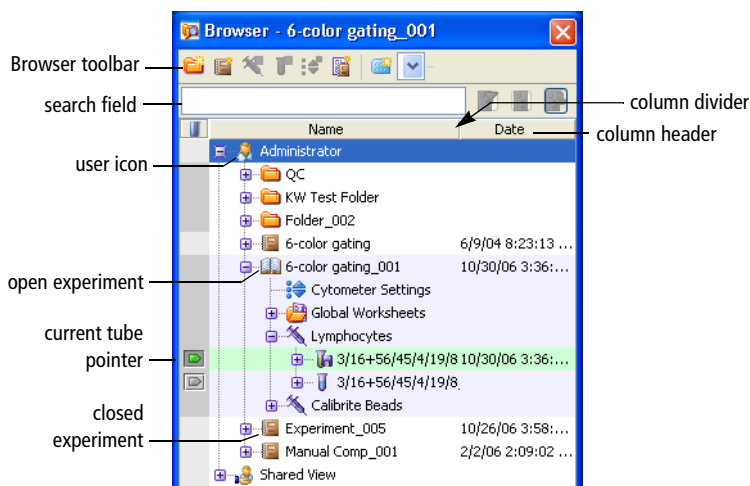 Browser - 6-color gating_001
Browser toolbar
search field
column divider
Name Date
column header
Administrator
user icon
QC
KW Test Folder
Folder_002
6-color gating 6/9/04 8:23:13 ...
open experiment
6-color gating_001 10/30/06 3:36:...
Cytometer Settings
Global Worksheets
Lymphocytes
current tube
pointer
3/16+56/45/4/19/8 10/30/06 3:36:...
3/16+56/45/4/19/8_
Calibrite Beads
closed
experiment
Experiment_005 10/26/06 3:58:...
Manual Comp_001 2/2/06 2:09:02 ...
Shared View